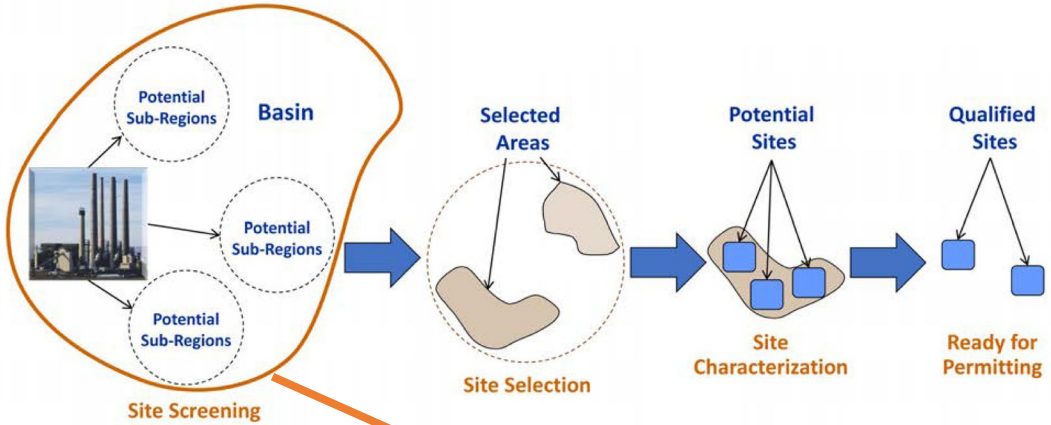 Potential
Sub-Regions
Basin
Potential
Sub-Regions
Potential
Sub-Regions
Site Screening
Selected
Areas
Site Selection
Potential
Sites
Site
Characterization
Qualified
Sites
Ready for
Permitting